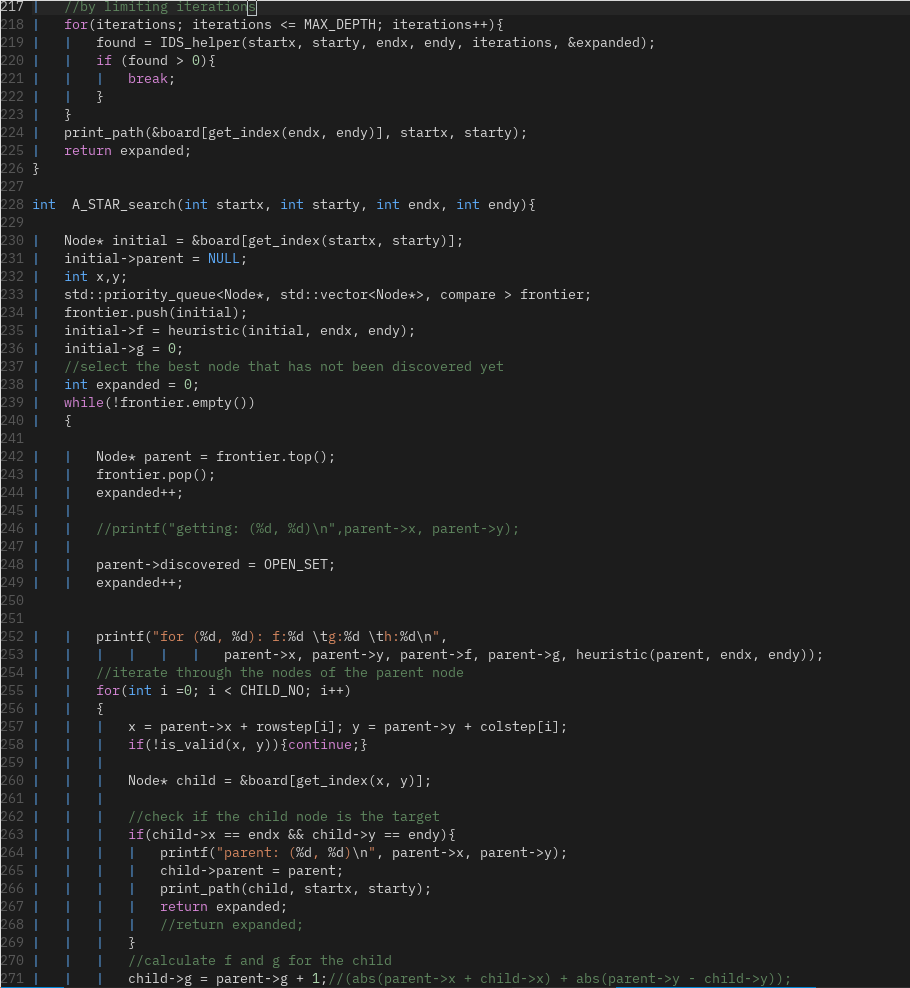 217 //by limiting iterations
218 for(iterations; iterations <= MAX_DEPTH; iterations++){
219 found = IDS_helper(startx, starty, endx, endy, iterations, &expanded);
220 if (found > 0){
221 break;
222 }
223 }
224 print_path(&board[get_index(endx, endy)], startx, starty);
225 return expanded;
226 }
227
228 int  A_STAR_search(int startx, int starty, int endx, int endy){
229
230 Node* initial = &board[get_index(startx, starty)];
231 initial->parent = NULL;
232 int x,y;
233 std::priority_queue<Node*, std::vector<Node*>, compare > frontier;
234 frontier.push(initial);
235 initial->f = heuristic(initial, endx, endy);
236 initial->g = 0;
237 //select the best node that has not been discovered yet
238 int expanded = 0;
239 while(!frontier.empty())
240 {
241
242 Node* parent = frontier.top();
243 frontier.pop();
244 expanded++;
245
246 //printf("getting: (%d, %d)\n",parent->x, parent->y);
247
248 parent->discovered = OPEN_SET;
249 expanded++;
250
251
252 printf("for (%d, %d): f:%d \tg:%d \th:%d\n",
253 parent->x, parent->y, parent->f, parent->g, heuristic(parent, endx, endy));
254 //iterate through the nodes of the parent node
255 for(int i =0; i < CHILD_NO; i++)
256 {
257 x = parent->x + rowstep[i]; y = parent->y + colstep[i];
258 if(!is_valid(x, y)){continue;}
259
260 Node* child = &board[get_index(x, y)];
261
262 //check if the child node is the target
263 if(child->x == endx && child->y == endy){
264 printf("parent: (%d, %d)\n", parent->x, parent->y);
265 child->parent = parent;
266 print_path(child, startx, starty);
267 return expanded;
268 //return expanded;
269 }
270 //calculate f and g for the child
271 child->g = parent->g + 1;//(abs(parent->x + child->x) + abs(parent->y - child->y));